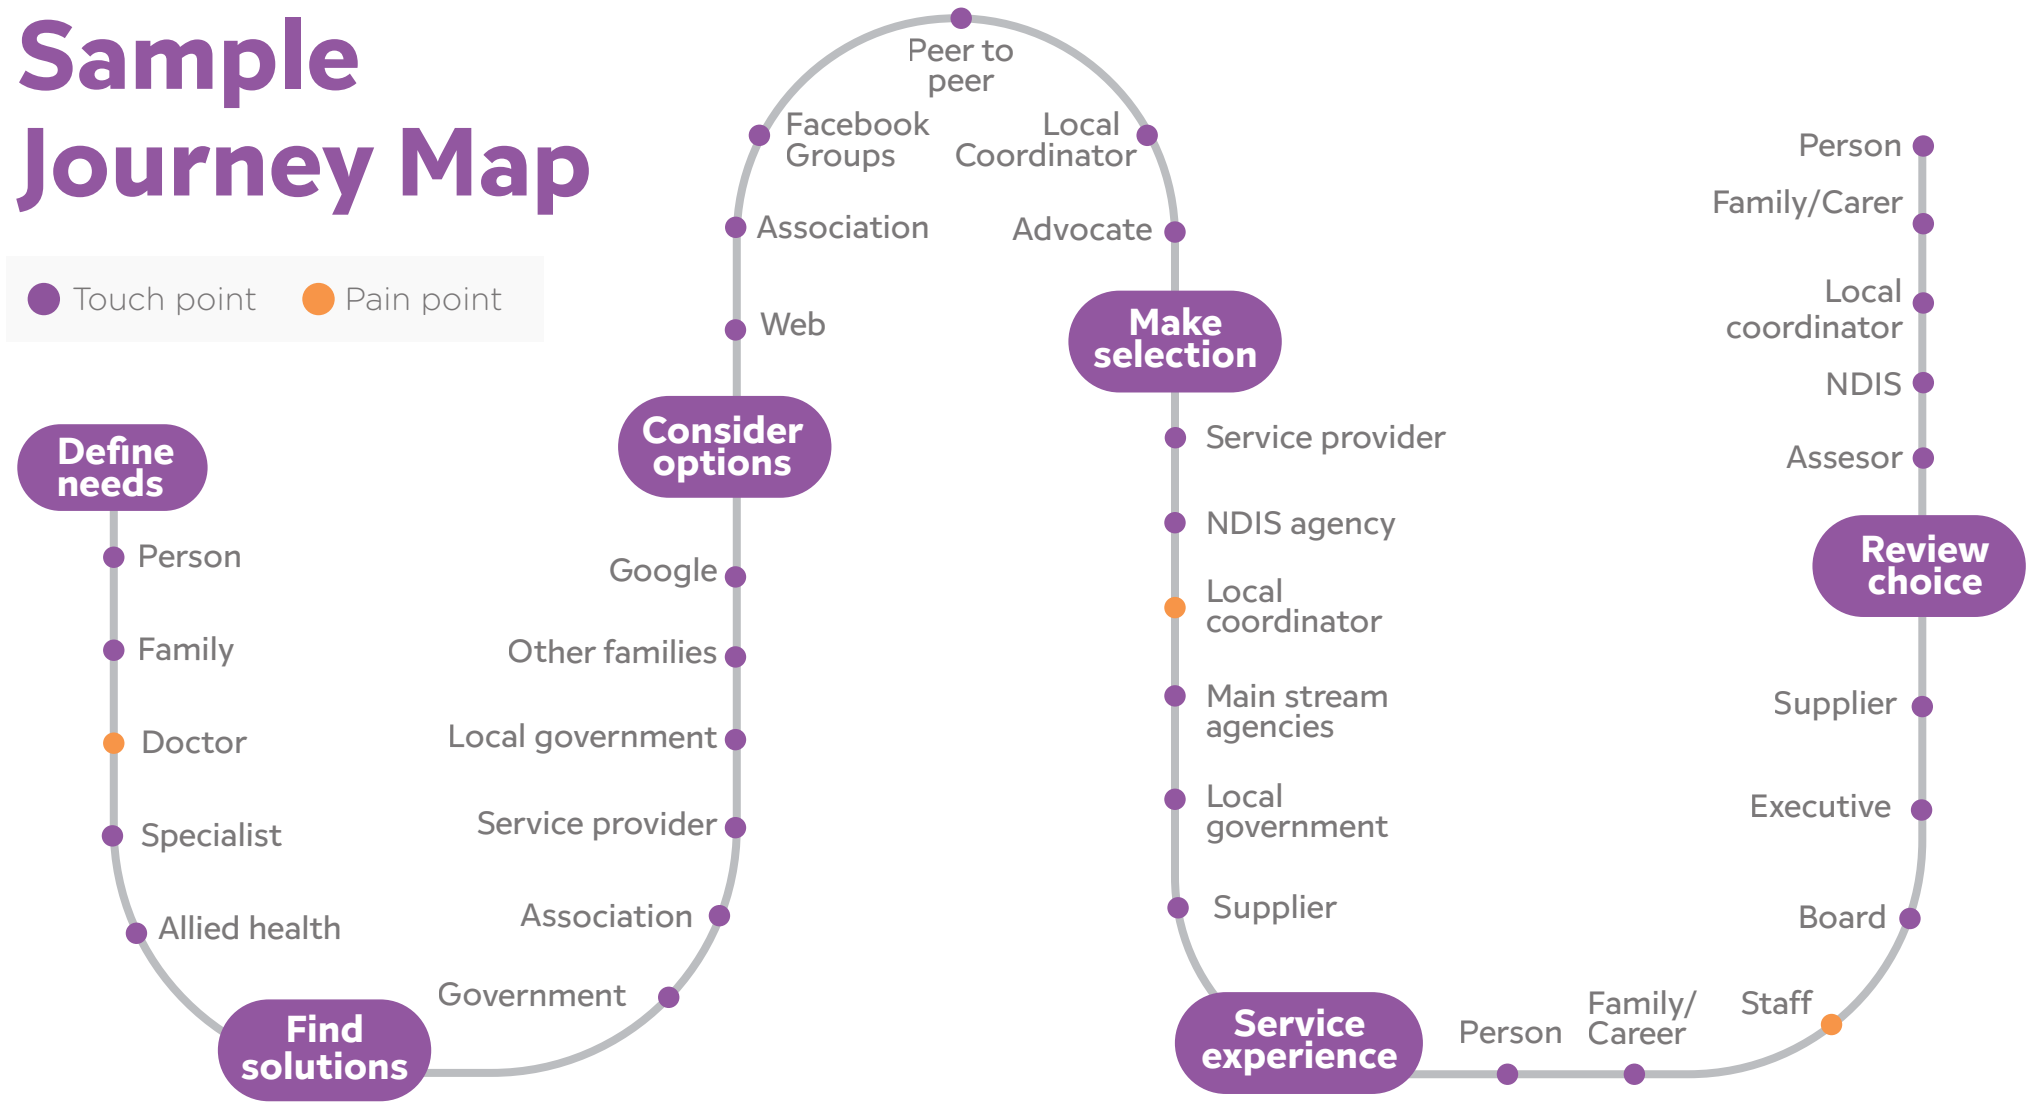 Sample
Journey Map
Touch point
Pain point
Define
needs
Person
Family
Doctor
Specialist
Allied health
Find
solutions
Government
Association
Service provider
Local government
Other families
Google
Consider
options
Web
Association
Facebook
Groups
Peer to
peer
Local
Coordinator
Advocate
Make
selection
Service provider
NDIS agency
Local
coordinator
Main stream
agencies
Local
government
Supplier
Service
experience
Person
Family/
Career
Staff
Board
Executive
Supplier
Review
choice
Assesor
NDIS
Local
coordinator
Family/Carer
Person